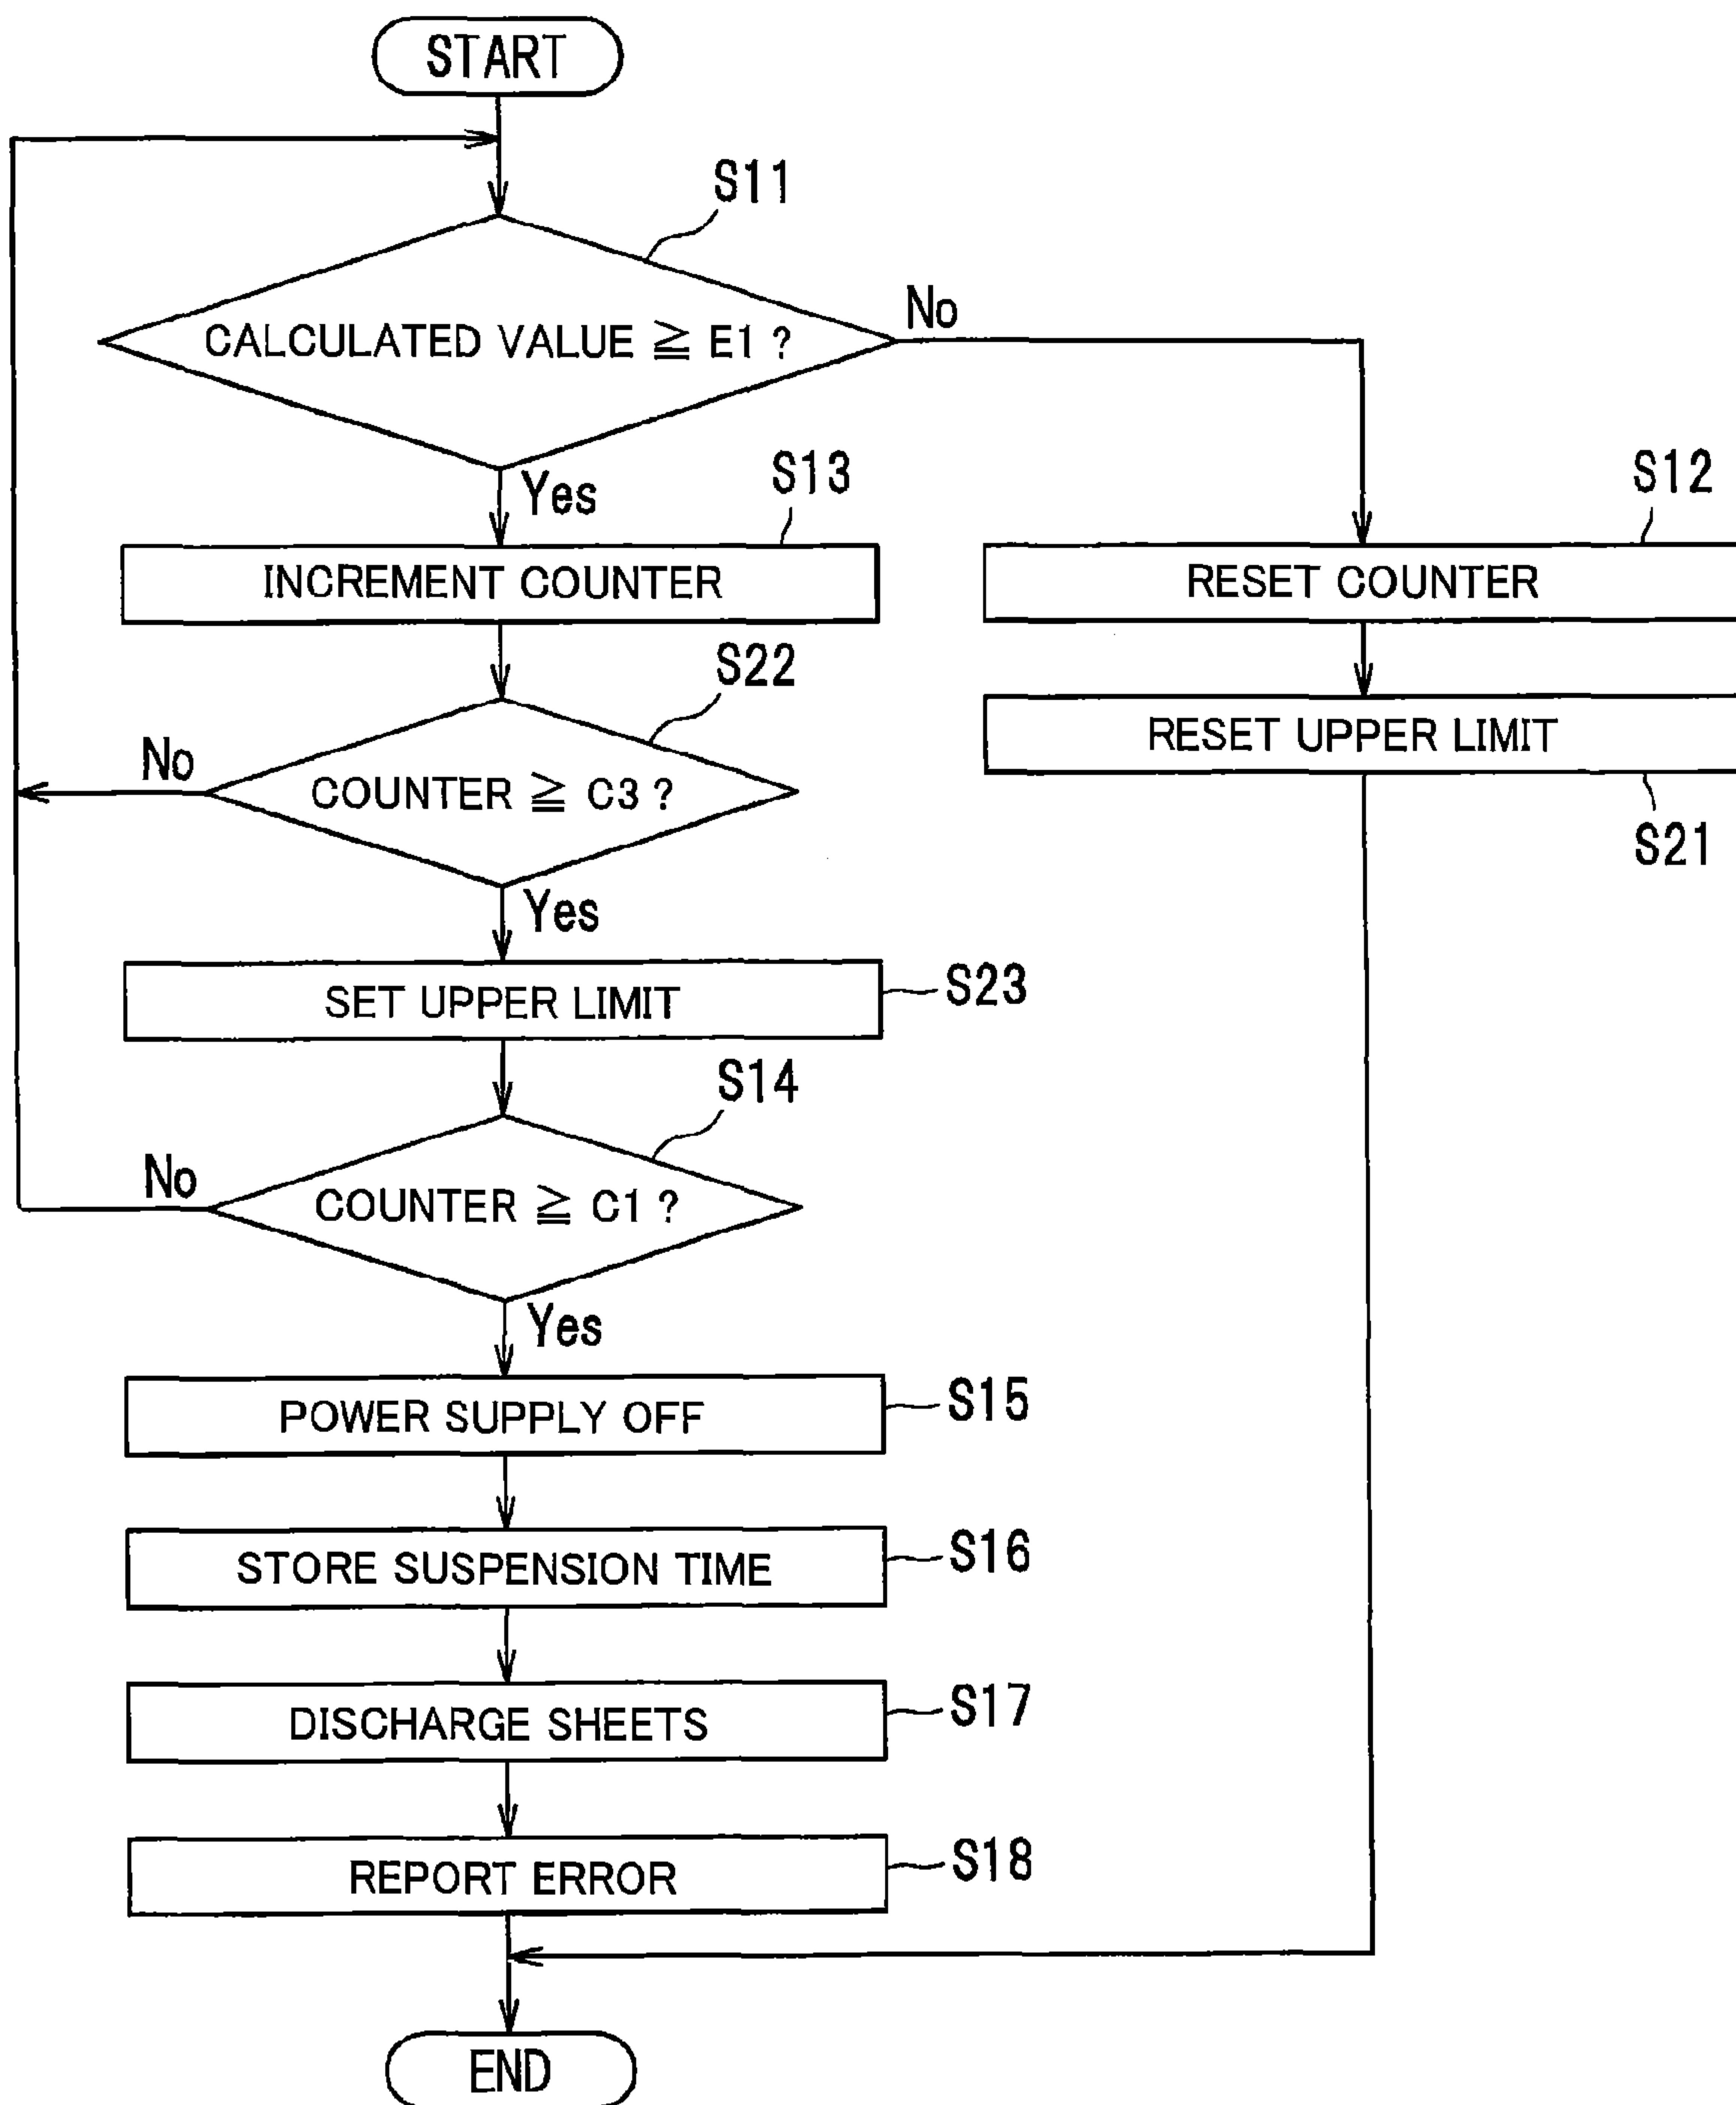 START
S11
CALCULATED VALUE ≧ E1 ?
No
Yes
S13
S12
INCREMENT COUNTER
RESET COUNTER
S22
RESET UPPER LIMIT
No
COUNTER ≧ C3 ?
S21
Yes
SET UPPER LIMIT
S23
S14
No
COUNTER ≧ C1 ?
Yes
POWER SUPPLY OFF
S15
STORE SUSPENSION TIME
S16
DISCHARGE SHEETS
S17
REPORT ERROR
S18
END